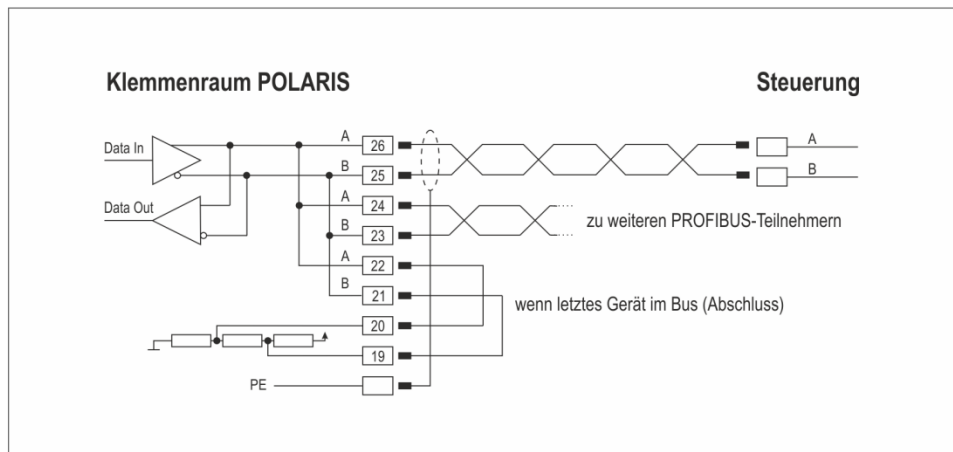 Klemmenraum POLARIS
Steuerung
Data In
A
26
A
B
25
B
Data Out
A
24
zu weiteren PROFIBUS-Teilnehmern
B
23
A
22
B
21
wenn letztes Gerät im Bus (Abschluss)
20
19
PE